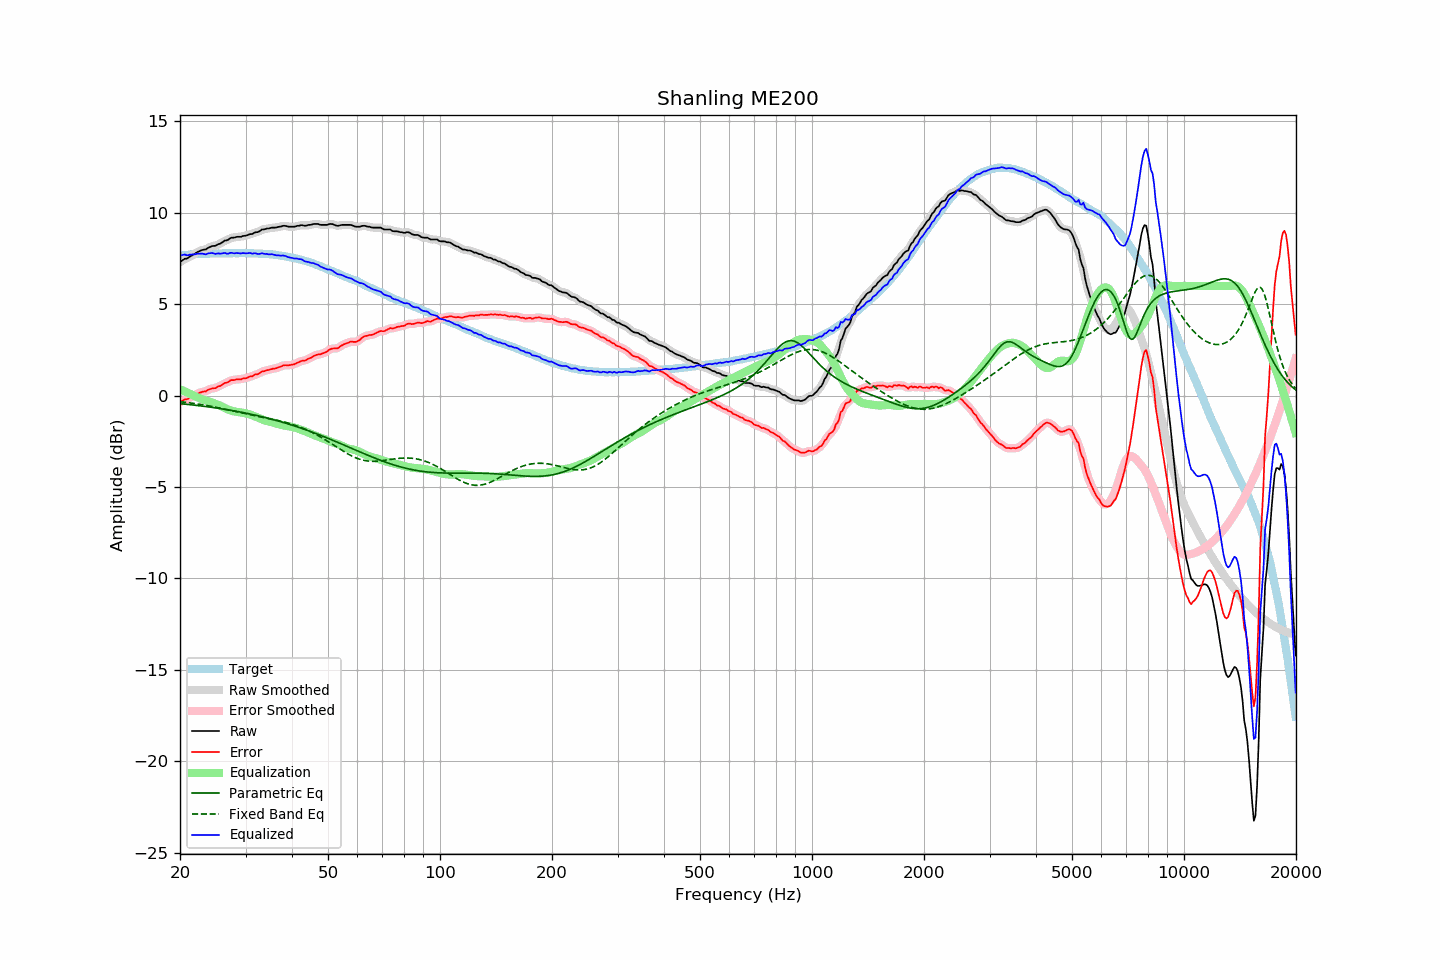 Shanling ME200
15
10
5
0
−5
−10
−15
−20
−25
Amplitude (dBr)
Target
Raw Smoothed
Error Smoothed
Raw
Error
Equalization
Parametric Eq
Fixed Band Eq
Equalized
20 50 100 200 500 1000 2000 5000 10000 20000
Frequency (Hz)